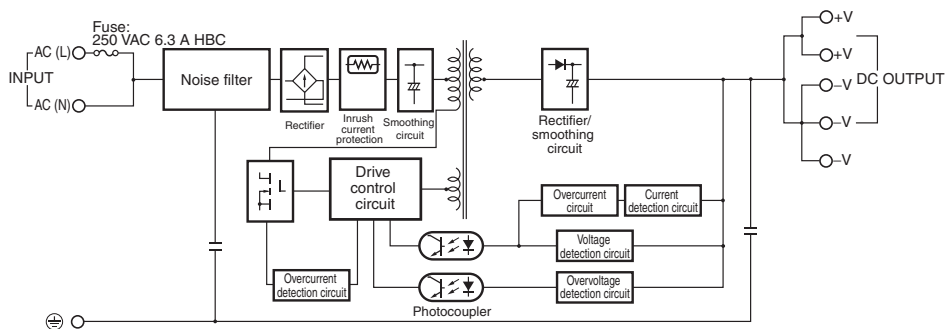 Fuse:
250 VAC 6.3 A HBC
AC (L)
INPUT
AC (N)
Noise filter
Rectifier
Inrush
current
protection
Smoothing
circuit
Rectifier/
smoothing
circuit
+V
+V
DC OUTPUT
–V
–V
–V
Drive
control
circuit
Overcurrent
circuit
Current
detection circuit
Voltage
detection circuit
Overcurrent
detection circuit
Overvoltage
detection circuit
Photocoupler